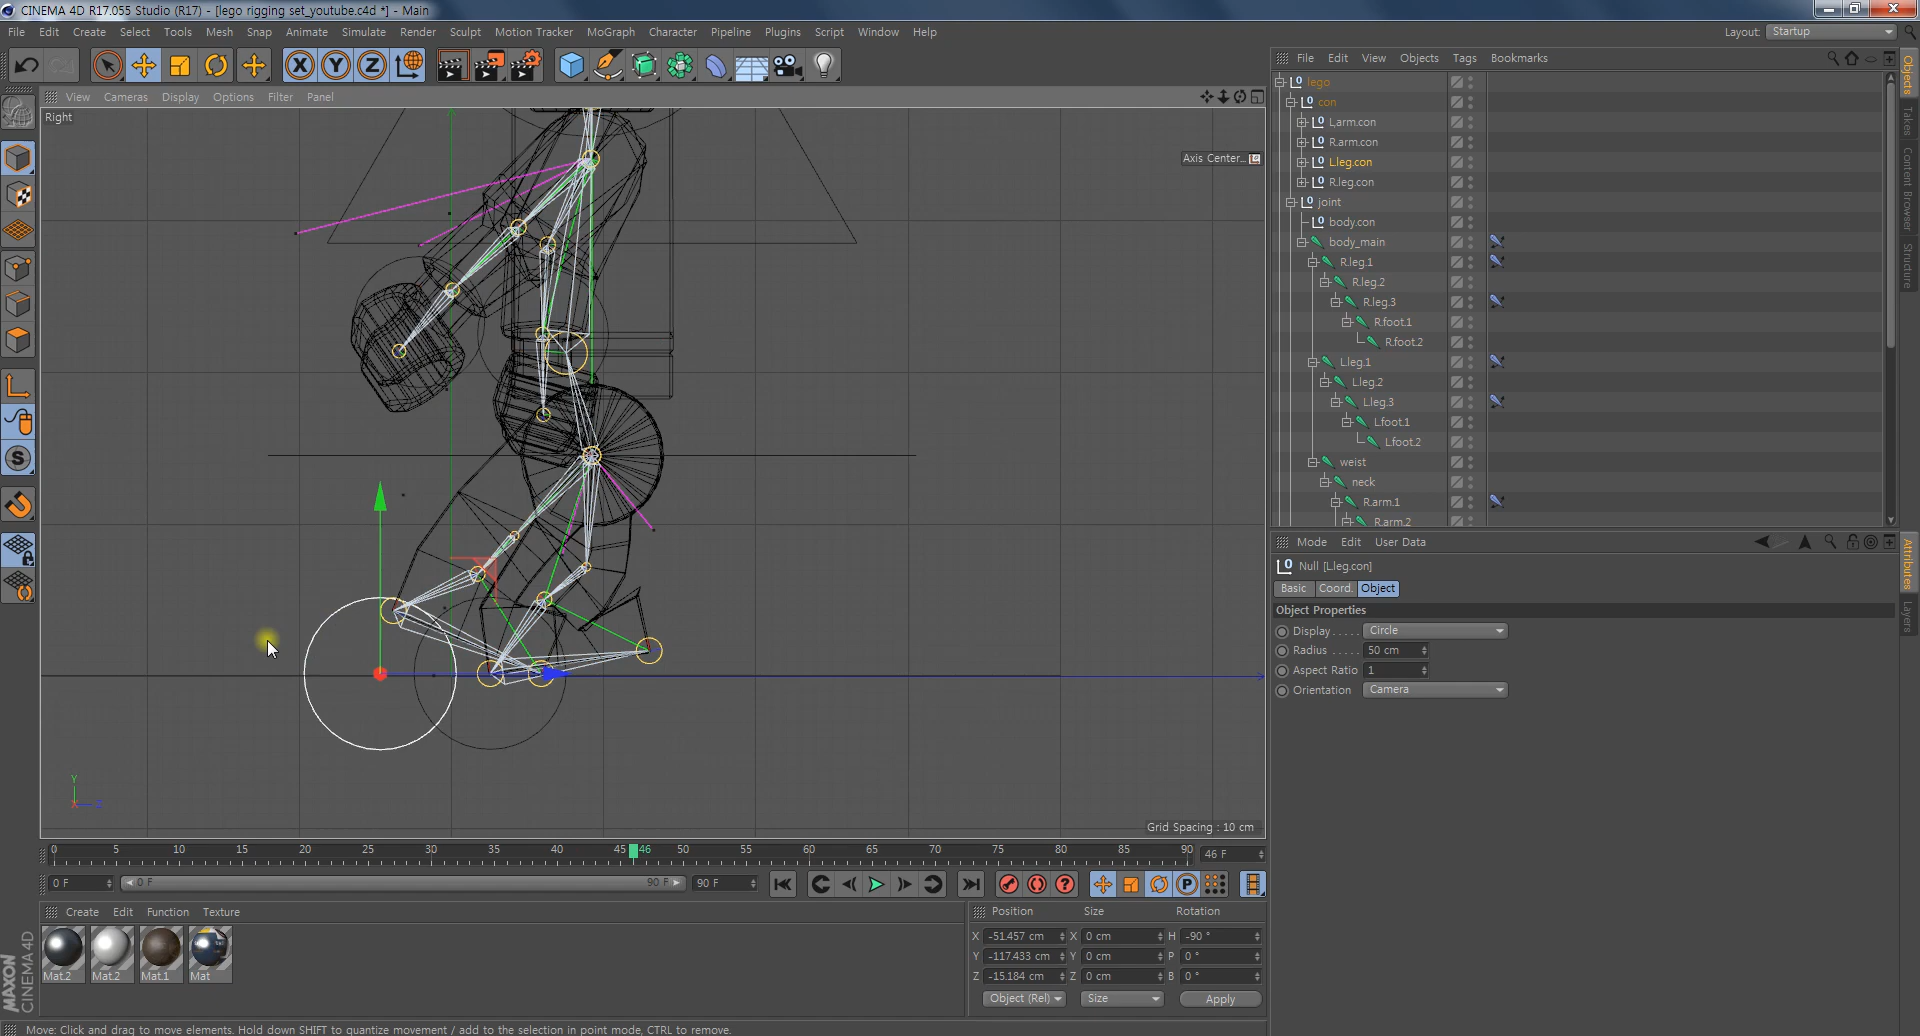 CINEMA 4D R17.055 Studio (R17) - [lego rigging set_youtube.c4d *] - Main
File Edit Create Select Tools Mesh Snap Animate Simulate Render Sculpt Motion Tracker MoGraph Character Pipeline Plugins Script Window Help
Layout: Startup
View Cameras Display Options Filter Panel
Right
Axis Center...
Y
X
Z
Grid Spacing : 10 cm
File Edit View Objects Tags Bookmarks
lego
con
L.arm.con
R.arm.con
L.leg.con
R.leg.con
joint
body.con
body_main
R.leg.1
R.leg.2
R.leg.3
R.foot.1
R.foot.2
L.leg.1
L.leg.2
L.leg.3
L.foot.1
L.foot.2
weist
neck
R.arm.1
R.arm.2
Objects
Takes
Content Browser
Structure
Mode Edit User Data
Null [L.leg.con]
Basic Coord. Object
Object Properties
Display..... Circle
Radius ..... 50 cm
Aspect Ratio 1
Orientation Camera
Attributes
Layers
0 5 10 15 20 25 30 35 40 45 46 50 55 60 65 70 75 80 85 90 46 F
0 F 0 F 90 F 90 F
Create Edit Function Texture
Mat.2 Mat.2 Mat.1 Mat
MAXON
CINEMA 4D
Position Size Rotation
X -51.457 cm X 0 cm H -90 °
Y -117.433 cm Y 0 cm P 0 °
Z -15.184 cm Z 0 cm B 0 °
Object (Rel) Size Apply
Move: Click and drag to move elements. Hold down SHIFT to quantize movement / add to the selection in point mode, CTRL to remove.